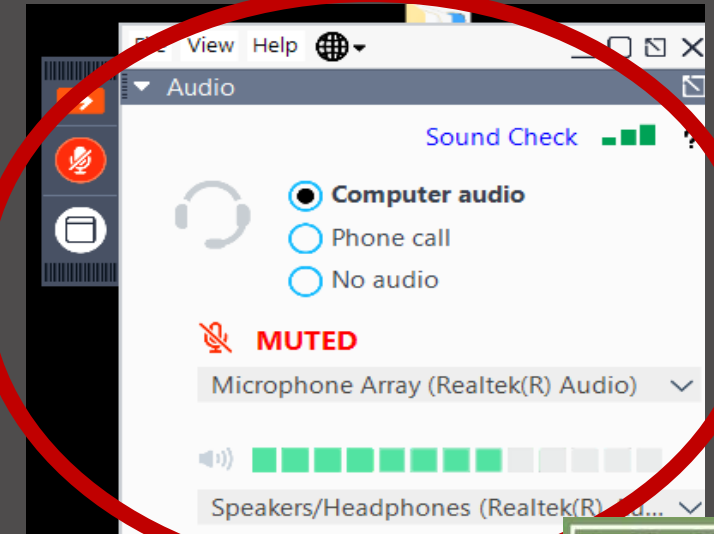 View Help
Audio
Sound Check
?
Computer audio
Phone call
No audio
MUTED
Microphone Array (Realtek(R) Audio)
Speakers/Headphones (Realtek(R)